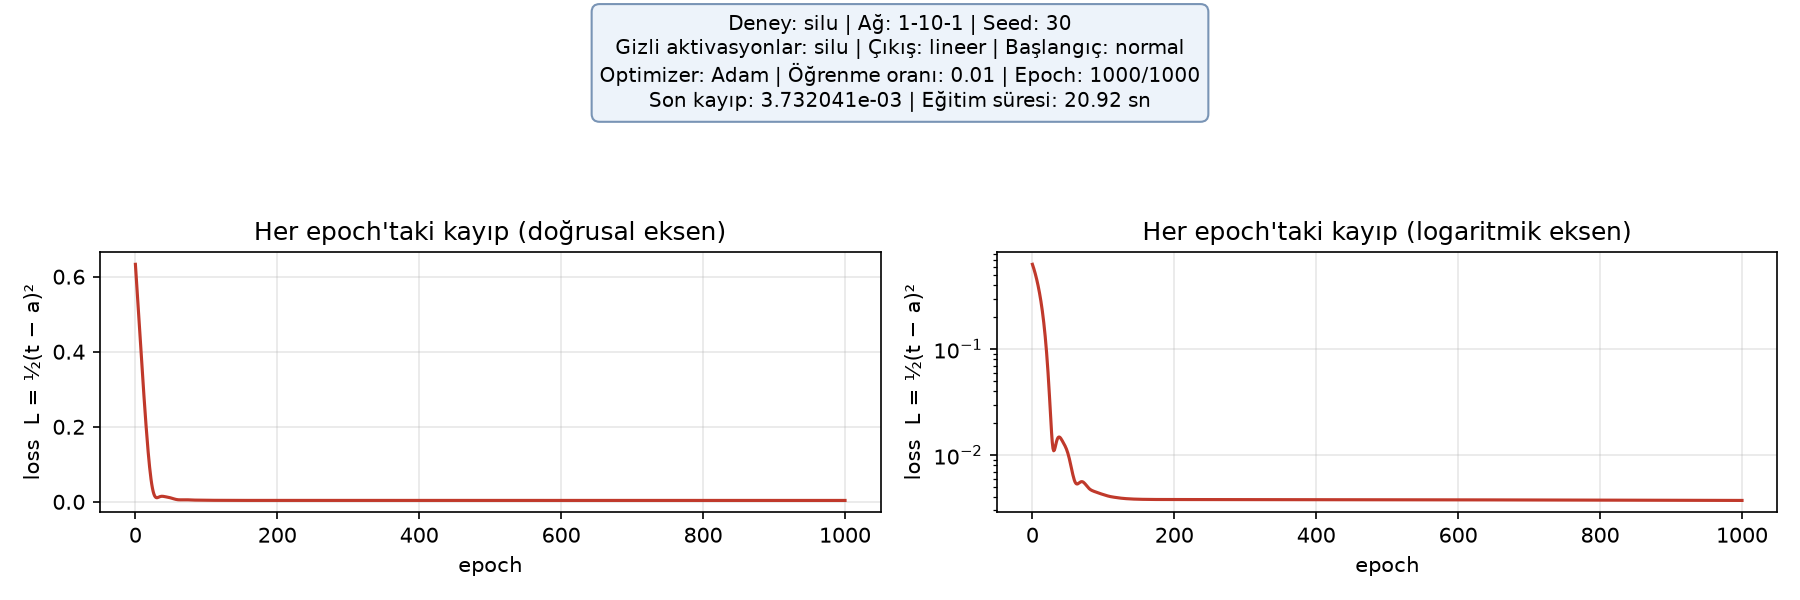 Deney: silu | Ağ: 1-10-1 | Seed: 30
Gizli aktivasyonlar: silu | Çıkış: lineer | Başlangıç: normal
Optimizer: Adam | Öğrenme oranı: 0.01 | Epoch: 1000/1000
Son kayıp: 3.732041e-03 | Eğitim süresi: 20.92 sn
Her epoch'taki kayıp (doğrusal eksen)
loss L = ½(t − a)²
0.6
0.4
0.2
0.0
0 200 400 600 800 1000
epoch
Her epoch'taki kayıp (logaritmik eksen)
loss L = ½(t − a)²
10⁻¹
10⁻²
0 200 400 600 800 1000
epoch